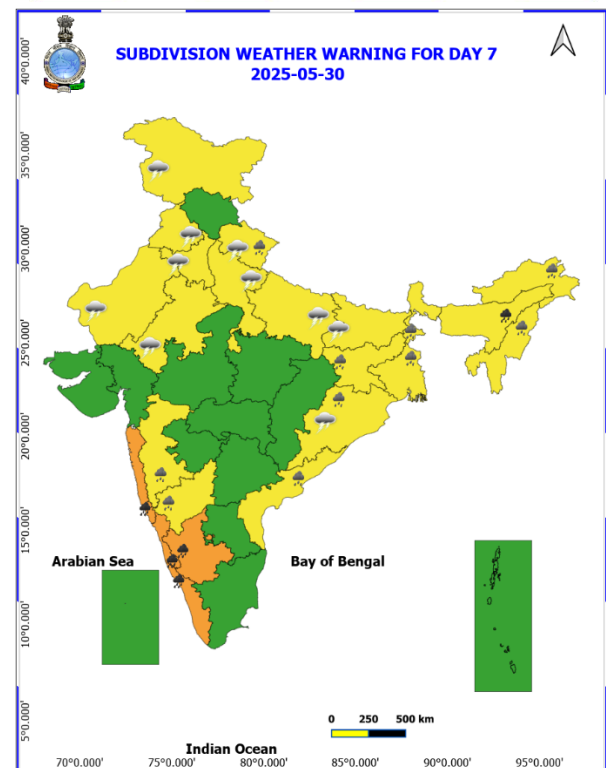 SUBDIVISION WEATHER WARNING FOR DAY 7
2025-05-30
40°0.000'
35°0.000'
30°0.000'
25°0.000'
20°0.000'
15°0.000'
10°0.000'
5°0.000'
Arabian Sea
Bay of Bengal
0 250 500 km
Indian Ocean
70°0.000' 75°0.000' 80°0.000' 85°0.000' 90°0.000' 95°0.000'